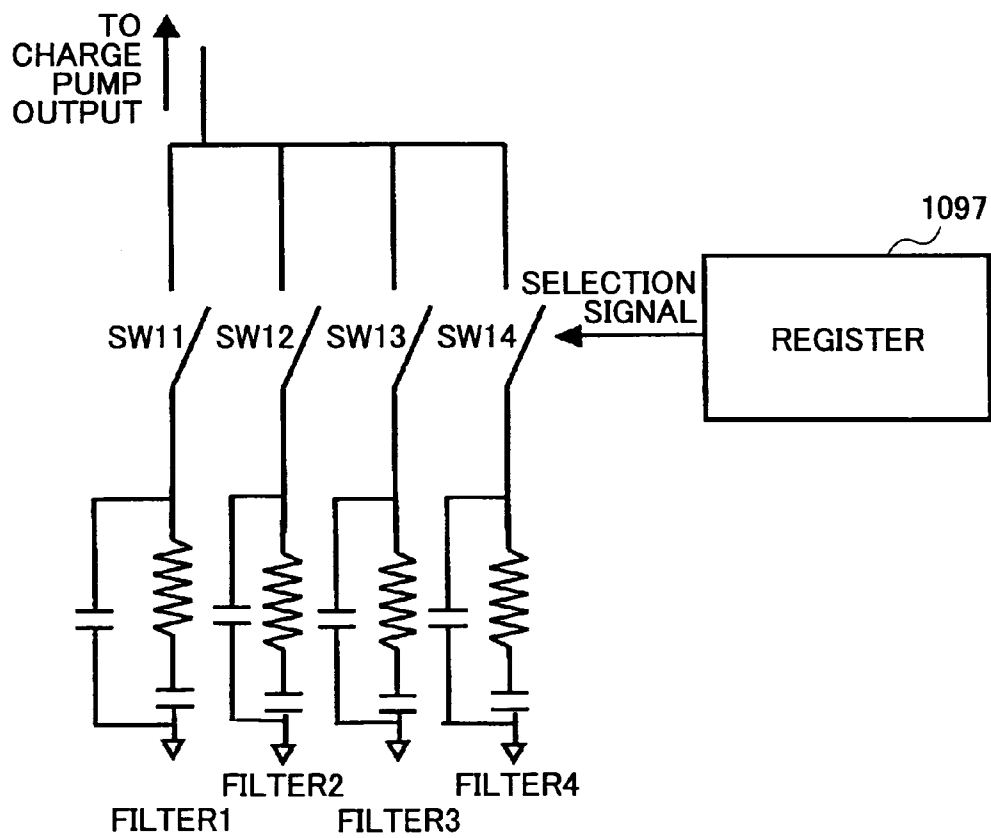 TO
CHARGE
PUMP
OUTPUT
1097
SELECTION
SIGNAL
REGISTER
SW11
SW12
SW13
SW14
FILTER1
FILTER2
FILTER3
FILTER4